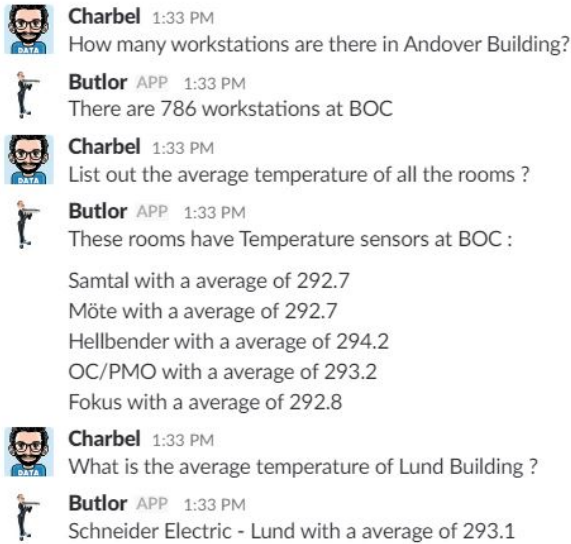 Charbel 1:33 PM
How many workstations are there in Andover Building?
Butlor APP 1:33 PM
There are 786 workstations at BOC
Charbel 1:33 PM
List out the average temperature of all the rooms ?
Butlor APP 1:33 PM
These rooms have Temperature sensors at BOC :
Samtal with a average of 292.7
Möte with a average of 292.7
Hellbender with a average of 294.2
OC/PMO with a average of 293.2
Fokus with a average of 292.8
Charbel 1:33 PM
What is the average temperature of Lund Building ?
Butlor APP 1:33 PM
Schneider Electric - Lund with a average of 293.1
DATA
DATA
DATA